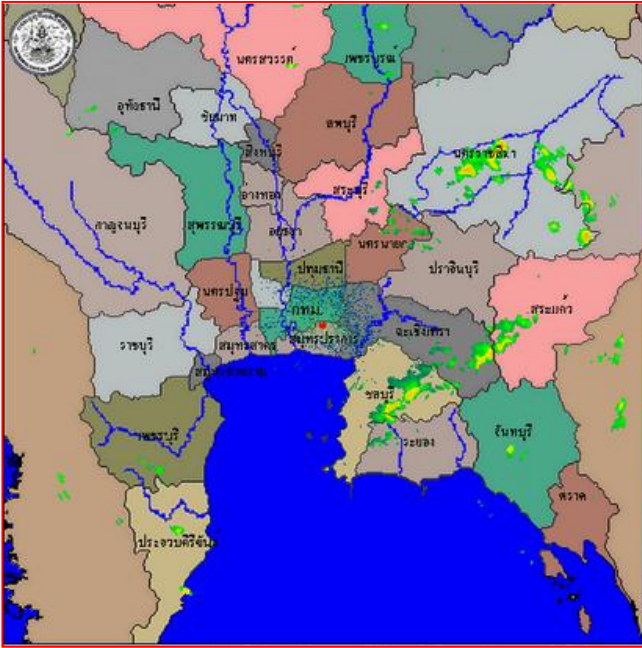 นครสวรรค์
เพชรบูรณ์
อุทัยธานี
ชัยนาท
ลพบุรี
สิงห์บุรี
นครราชสีมา
อ่างทอง
สระบุรี
กาญจนบุรี
สุพรรณบุรี
อยุธยา
นครนายก
ปทุมธานี
ปราจีนบุรี
นครปฐม
กทม.
สระแก้ว
ราชบุรี
สมุทรสาคร
สมุทรปราการ
ฉะเชิงเทรา
ชลบุรี
เพชรบุรี
ระยอง
จันทบุรี
ตราด
ประจวบคีรีขันธ์